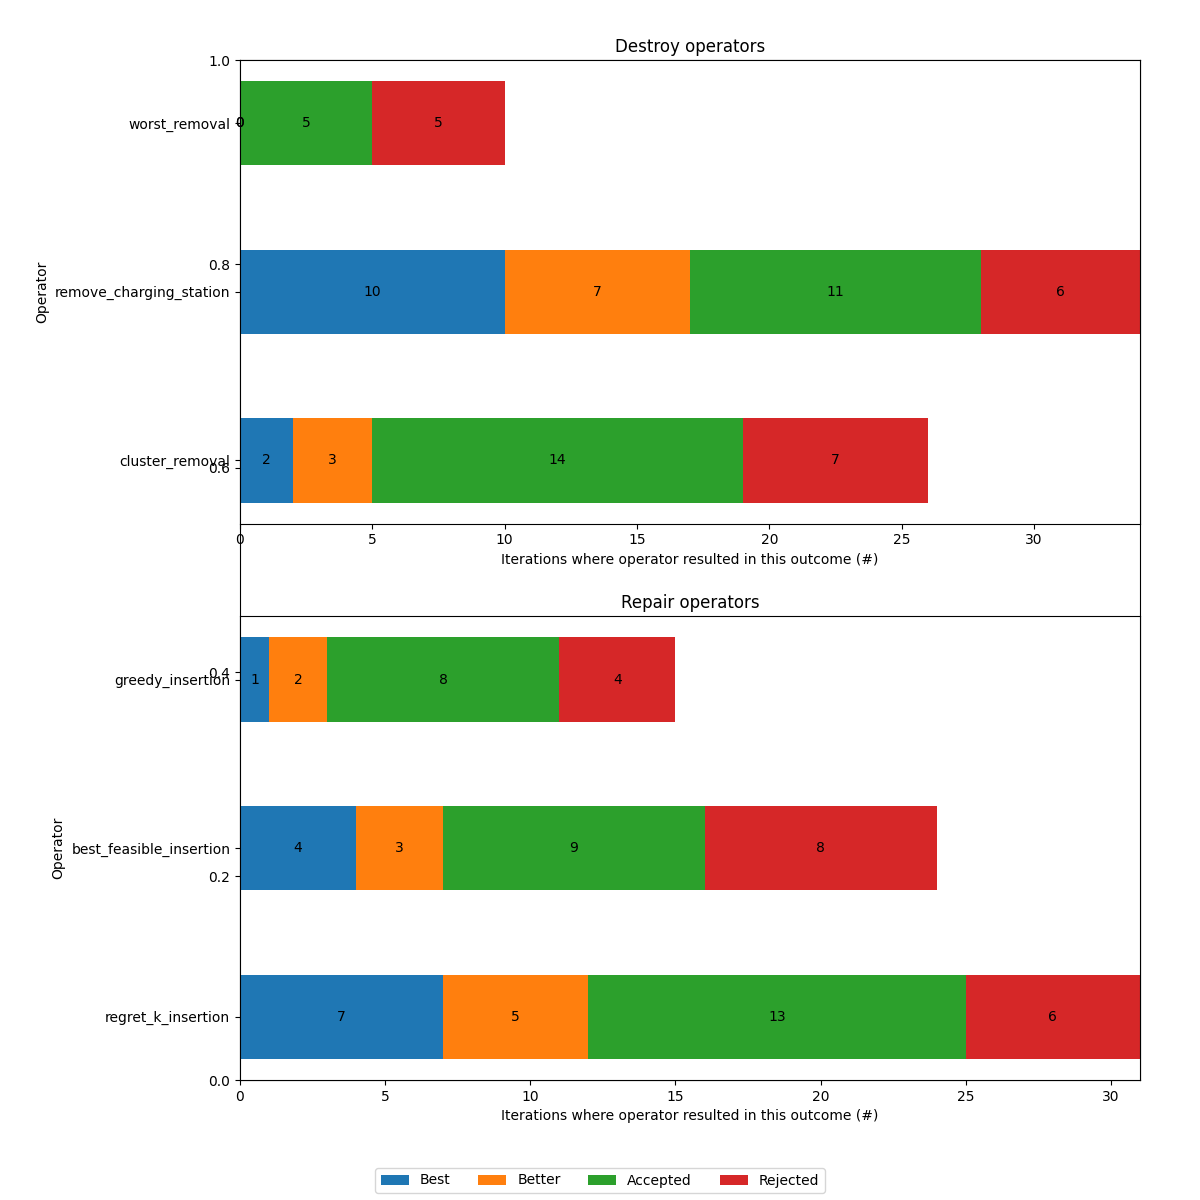 Destroy operators
1.0
worst_removal 0 0 5 5
0.8
Operator
remove_charging_station 10 7 11 6
cluster_removal 2 3 14 7
0.6
0 5 10 15 20 25 30
Iterations where operator resulted in this outcome (#)
Repair operators
0.4
greedy_insertion 1 2 8 4
Operator
best_feasible_insertion 4 3 9 8
0.2
regret_k_insertion 7 5 13 6
0.0
0 5 10 15 20 25 30
Iterations where operator resulted in this outcome (#)
Best Better Accepted Rejected